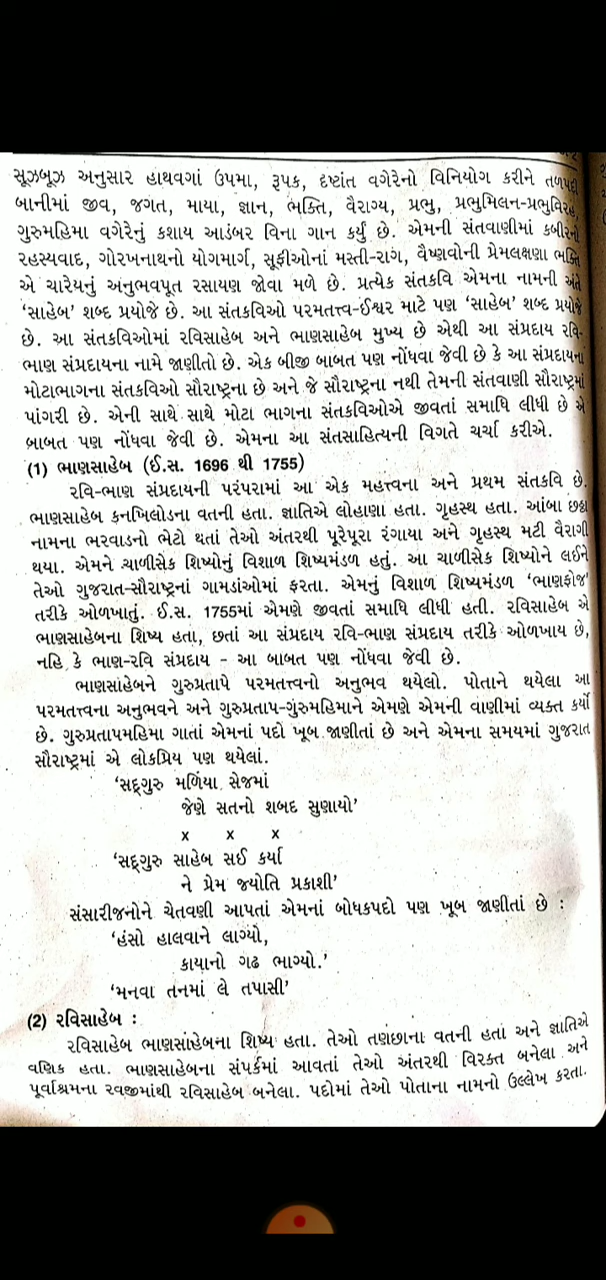 સૂઝબૂઝ અનુસાર હાથવગાં ઉપમા, રૂપક, દૃષ્ટાંત વગેરેનો વિનિયોગ કરીને તળપદી
બાનીમાં જીવ, જગત, માયા, જ્ઞાન, ભક્તિ, વૈરાગ્ય, પ્રભુ, પ્રભુમિલન-પ્રભુવિરહ,
ગુરુમહિમા વગેરેનું કશાય આડંબર વિના ગાન કર્યું છે. એમની સંતવાણીમાં કબીરનો
રહસ્યવાદ, ગોરખનાથનો યોગમાર્ગ, સૂફીઓનાં મસ્તી-રાગ, વૈષ્ણવોની પ્રેમલક્ષણા ભક્તિ
એ ચારેયનું અનુભવપૂત રસાયણ જોવા મળે છે. પ્રત્યેક સંતકવિ એમના નામની અંતે
'સાહેબ' શબ્દ પ્રયોજે છે. આ સંતકવિઓ પરમતત્ત્વ-ઈશ્વર માટે પણ 'સાહેબ' શબ્દ પ્રયોજે
છે. આ સંતકવિઓમાં રવિસાહેબ અને ભાણસાહેબ મુખ્ય છે એથી આ સંપ્રદાય રવિ-
ભાણ સંપ્રદાયના નામે જાણીતો છે. એક બીજી બાબત પણ નોંધવા જેવી છે કે આ સંપ્રદાયના
મોટાભાગના સંતકવિઓ સૌરાષ્ટ્રના છે અને જે સૌરાષ્ટ્રના નથી તેમની સંતવાણી સૌરાષ્ટ્રમાં
પાંગરી છે. એની સાથે સાથે મોટા ભાગના સંતકવિઓએ જીવતાં સમાધિ લીધી છે એ
બાબત પણ નોંધવા જેવી છે. એમના આ સંતસાહિત્યની વિગતે ચર્ચા કરીએ.
(1) ભાણસાહેબ (ઈ.સ. 1696 થી 1755)
રવિ-ભાણ સંપ્રદાયની પરંપરામાં આ એક મહત્ત્વના અને પ્રથમ સંતકવિ છે.
ભાણસાહેબ કનખિલોડના વતની હતા. જ્ઞાતિએ લોહાણા હતા. ગૃહસ્થ હતા. આંબા છઠ્ઠા
નામના ભરવાડનો ભેટો થતાં તેઓ અંતરથી પૂરેપૂરા રંગાયા અને ગૃહસ્થ મટી વૈરાગી
થયા. એમને ચાળીસેક શિષ્યોનું વિશાળ શિષ્યમંડળ હતું. આ ચાળીસેક શિષ્યોને લઈને
તેઓ ગુજરાત-સૌરાષ્ટ્રનાં ગામડાંઓમાં ફરતા. એમનું વિશાળ શિષ્યમંડળ 'ભાણફોજ'
તરીકે ઓળખાતું. ઈ.સ. 1755માં એમણે જીવતાં સમાધિ લીધી હતી. રવિસાહેબ એ
ભાણસાહેબના શિષ્ય હતા, છતાં આ સંપ્રદાય રવિ-ભાણ સંપ્રદાય તરીકે ઓળખાય છે,
નહિ કે ભાણ-રવિ સંપ્રદાય - આ બાબત પણ નોંધવા જેવી છે.
ભાણસાહેબને ગુરુપ્રતાપે પરમતત્ત્વનો અનુભવ થયેલો. પોતાને થયેલા આ
પરમતત્ત્વના અનુભવને અને ગુરુપ્રતાપ-ગુરુમહિમાને એમણે એમની વાણીમાં વ્યક્ત કર્યો
છે. ગુરુપ્રતાપમહિમા ગાતાં એમનાં પદો ખૂબ જાણીતાં છે અને એમના સમયમાં ગુજરાત
સૌરાષ્ટ્રમાં એ લોકપ્રિય પણ થયેલાં.
'સદ્ગુરુ મળિયા સેજમાં
જેણે સતનો શબદ સુણાયો'
x x x
'સદ્ગુરુ સાહેબ સઈ કર્યા
ને પ્રેમ જ્યોતિ પ્રકાશી'
સંસારીજનોને ચેતવણી આપતાં એમનાં બોધકપદો પણ ખૂબ જાણીતાં છે :
'હંસો હાલવાને લાગ્યો,
કાયાનો ગઢ ભાગ્યો.'
'મનવા તનમાં લે તપાસી'
(2) રવિસાહેબ :
રવિસાહેબ ભાણસાહેબના શિષ્ય હતા. તેઓ તણછાના વતની હતા અને જ્ઞાતિએ
વણિક હતા. ભાણસાહેબના સંપર્કમાં આવતાં તેઓ અંતરથી વિરક્ત બનેલા અને
પૂર્વાશ્રમના રવજીમાંથી રવિસાહેબ બનેલા. પદોમાં તેઓ પોતાના નામનો ઉલ્લેખ કરતા.